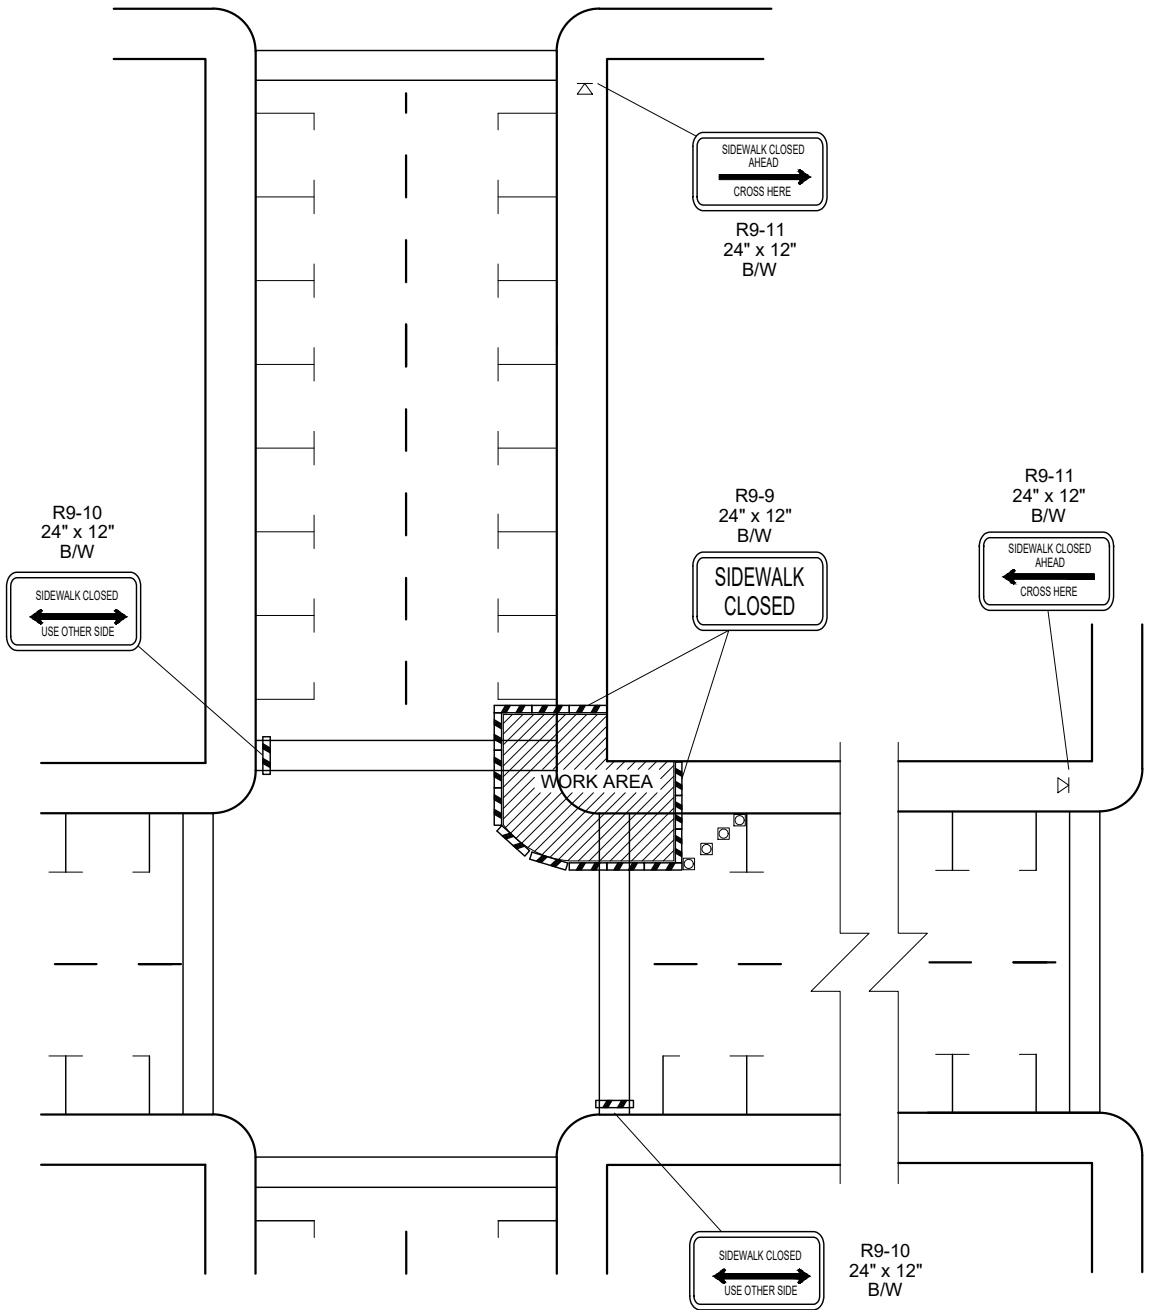 SIDEWALK CLOSED
AHEAD
CROSS HERE
R9-11
24" x 12"
B/W
R9-10
24" x 12"
B/W
SIDEWALK CLOSED
USE OTHER SIDE
R9-9
24" x 12"
B/W
SIDEWALK
CLOSED
R9-11
24" x 12"
B/W
SIDEWALK CLOSED
AHEAD
CROSS HERE
WORK AREA
SIDEWALK CLOSED
USE OTHER SIDE
R9-10
24" x 12"
B/W